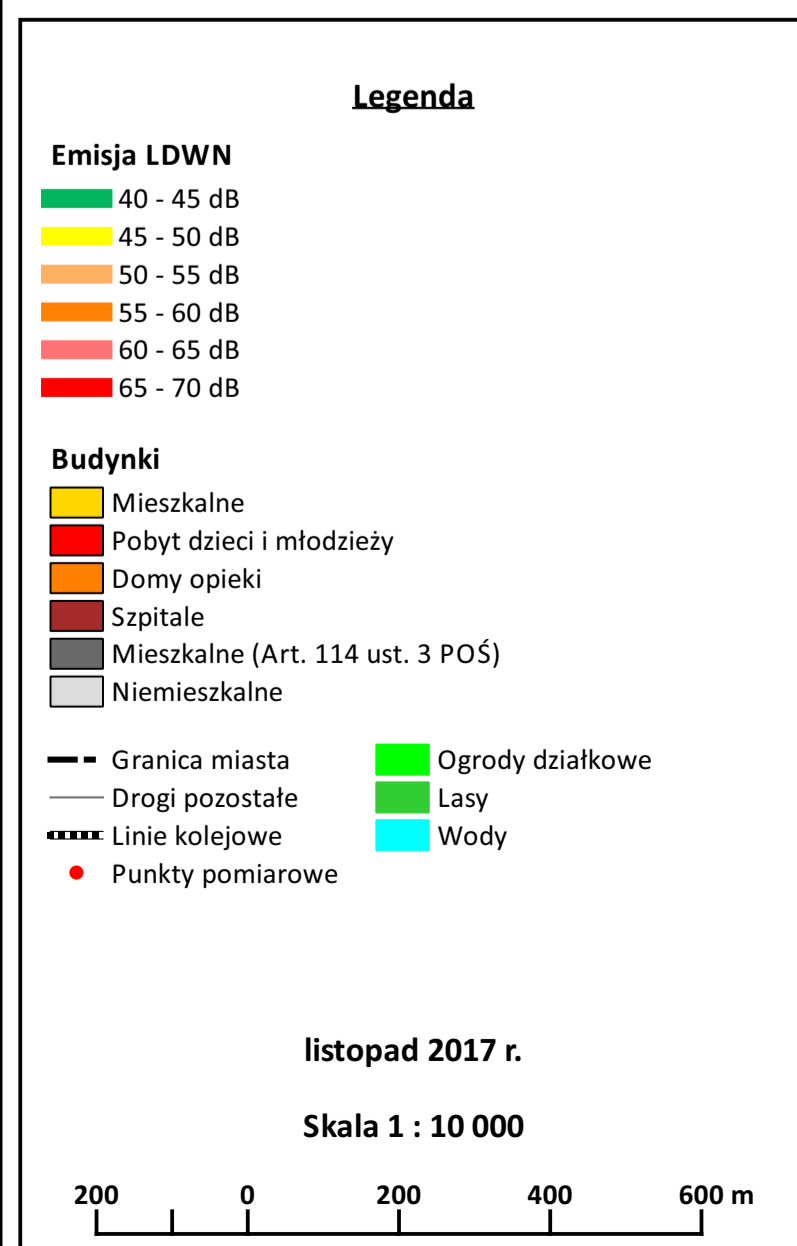 Legenda
Emisja LDWN
40 - 45 dB
45 - 50 dB
50 - 55 dB
55 - 60 dB
60 - 65 dB
65 - 70 dB
Budynki
Mieszkalne
Pobyt dzieci i młodzieży
Domy opieki
Szpitale
Mieszkalne (Art. 114 ust. 3 POŚ)
Niemieszkalne
Granica miasta
Drogi pozostałe
Linie kolejowe
Punkty pomiarowe
Ogrody działkowe
Lasy
Wody
listopad 2017 r.
Skala 1 : 10 000
200 0 200 400 600 m